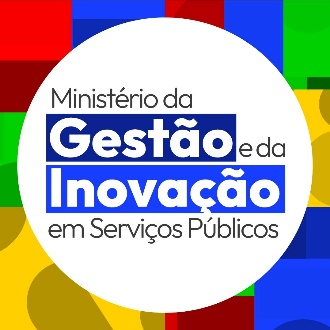 Ministério da
Gestão e da
Inovação
em Serviços Públicos